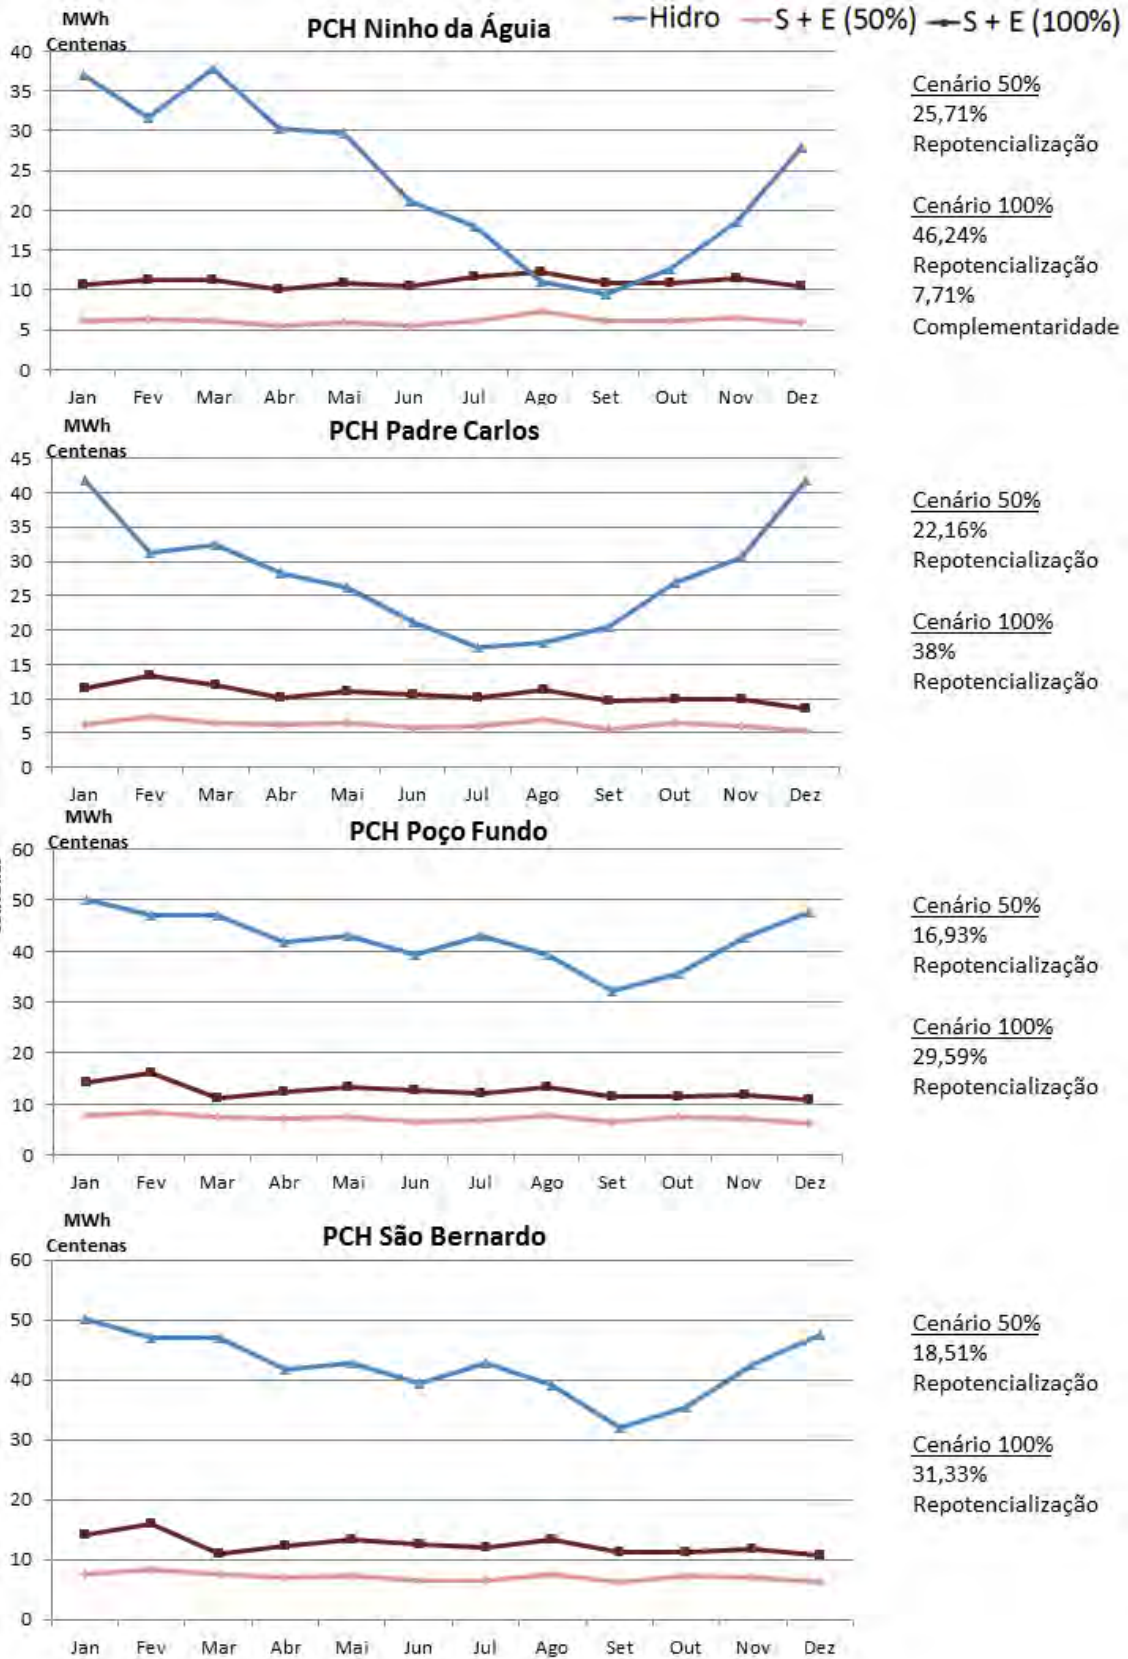 MWh
Centenas
PCH Ninho da Águia
Hidro S + E (50%) S + E (100%)
40
35
30
25
20
15
10
5
0
Jan Fev Mar Abr Mai Jun Jul Ago Set Out Nov Dez
Cenário 50%
25,71%
Repotencialização
Cenário 100%
46,24%
Repotencialização
7,71%
Complementaridade
MWh
Centenas
PCH Padre Carlos
45
40
35
30
25
20
15
10
5
0
Jan Fev Mar Abr Mai Jun Jul Ago Set Out Nov Dez
Cenário 50%
22,16%
Repotencialização
Cenário 100%
38%
Repotencialização
MWh
Centenas
PCH Poço Fundo
60
50
40
30
20
10
0
Jan Fev Mar Abr Mai Jun Jul Ago Set Out Nov Dez
Cenário 50%
16,93%
Repotencialização
Cenário 100%
29,59%
Repotencialização
MWh
Centenas
PCH São Bernardo
60
50
40
30
20
10
0
Jan Fev Mar Abr Mai Jun Jul Ago Set Out Nov Dez
Cenário 50%
18,51%
Repotencialização
Cenário 100%
31,33%
Repotencialização